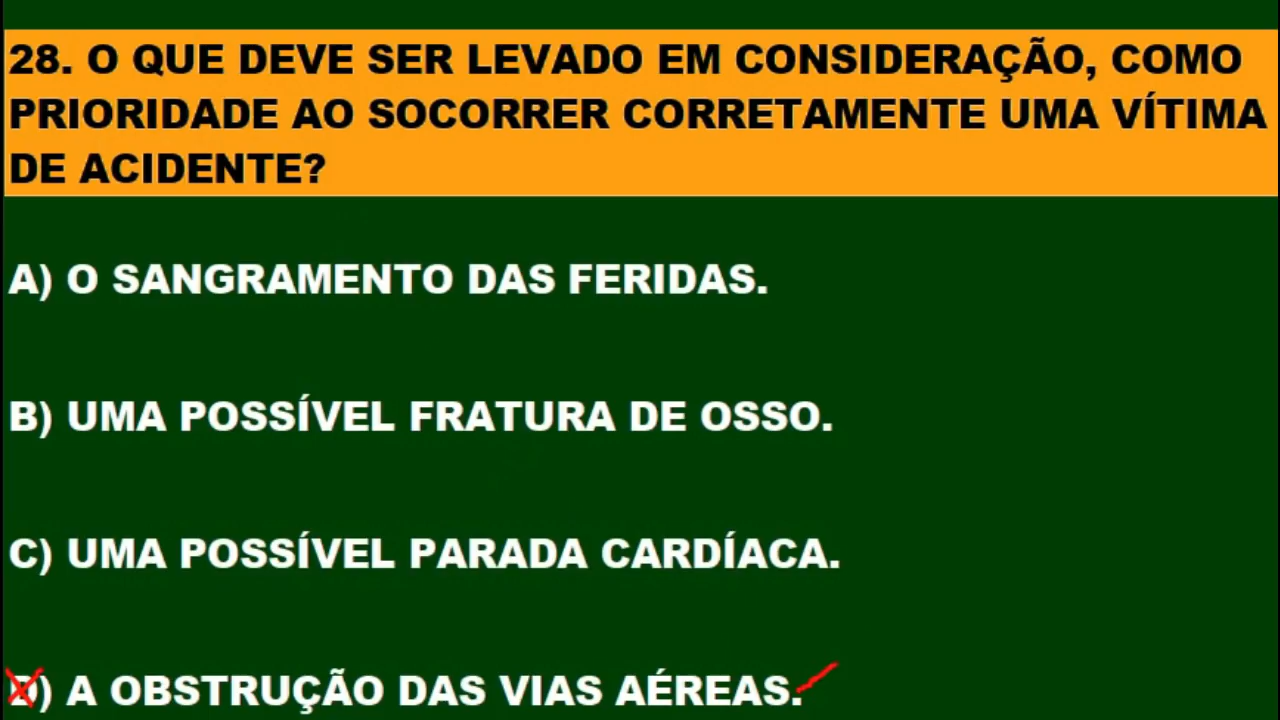 28. O QUE DEVE SER LEVADO EM CONSIDERAÇÃO, COMO
PRIORIDADE AO SOCORRER CORRETAMENTE UMA VÍTIMA
DE ACIDENTE?
A) O SANGRAMENTO DAS FERIDAS.
B) UMA POSSÍVEL FRATURA DE OSSO.
C) UMA POSSÍVEL PARADA CARDÍACA.
D) A OBSTRUÇÃO DAS VIAS AÉREAS.